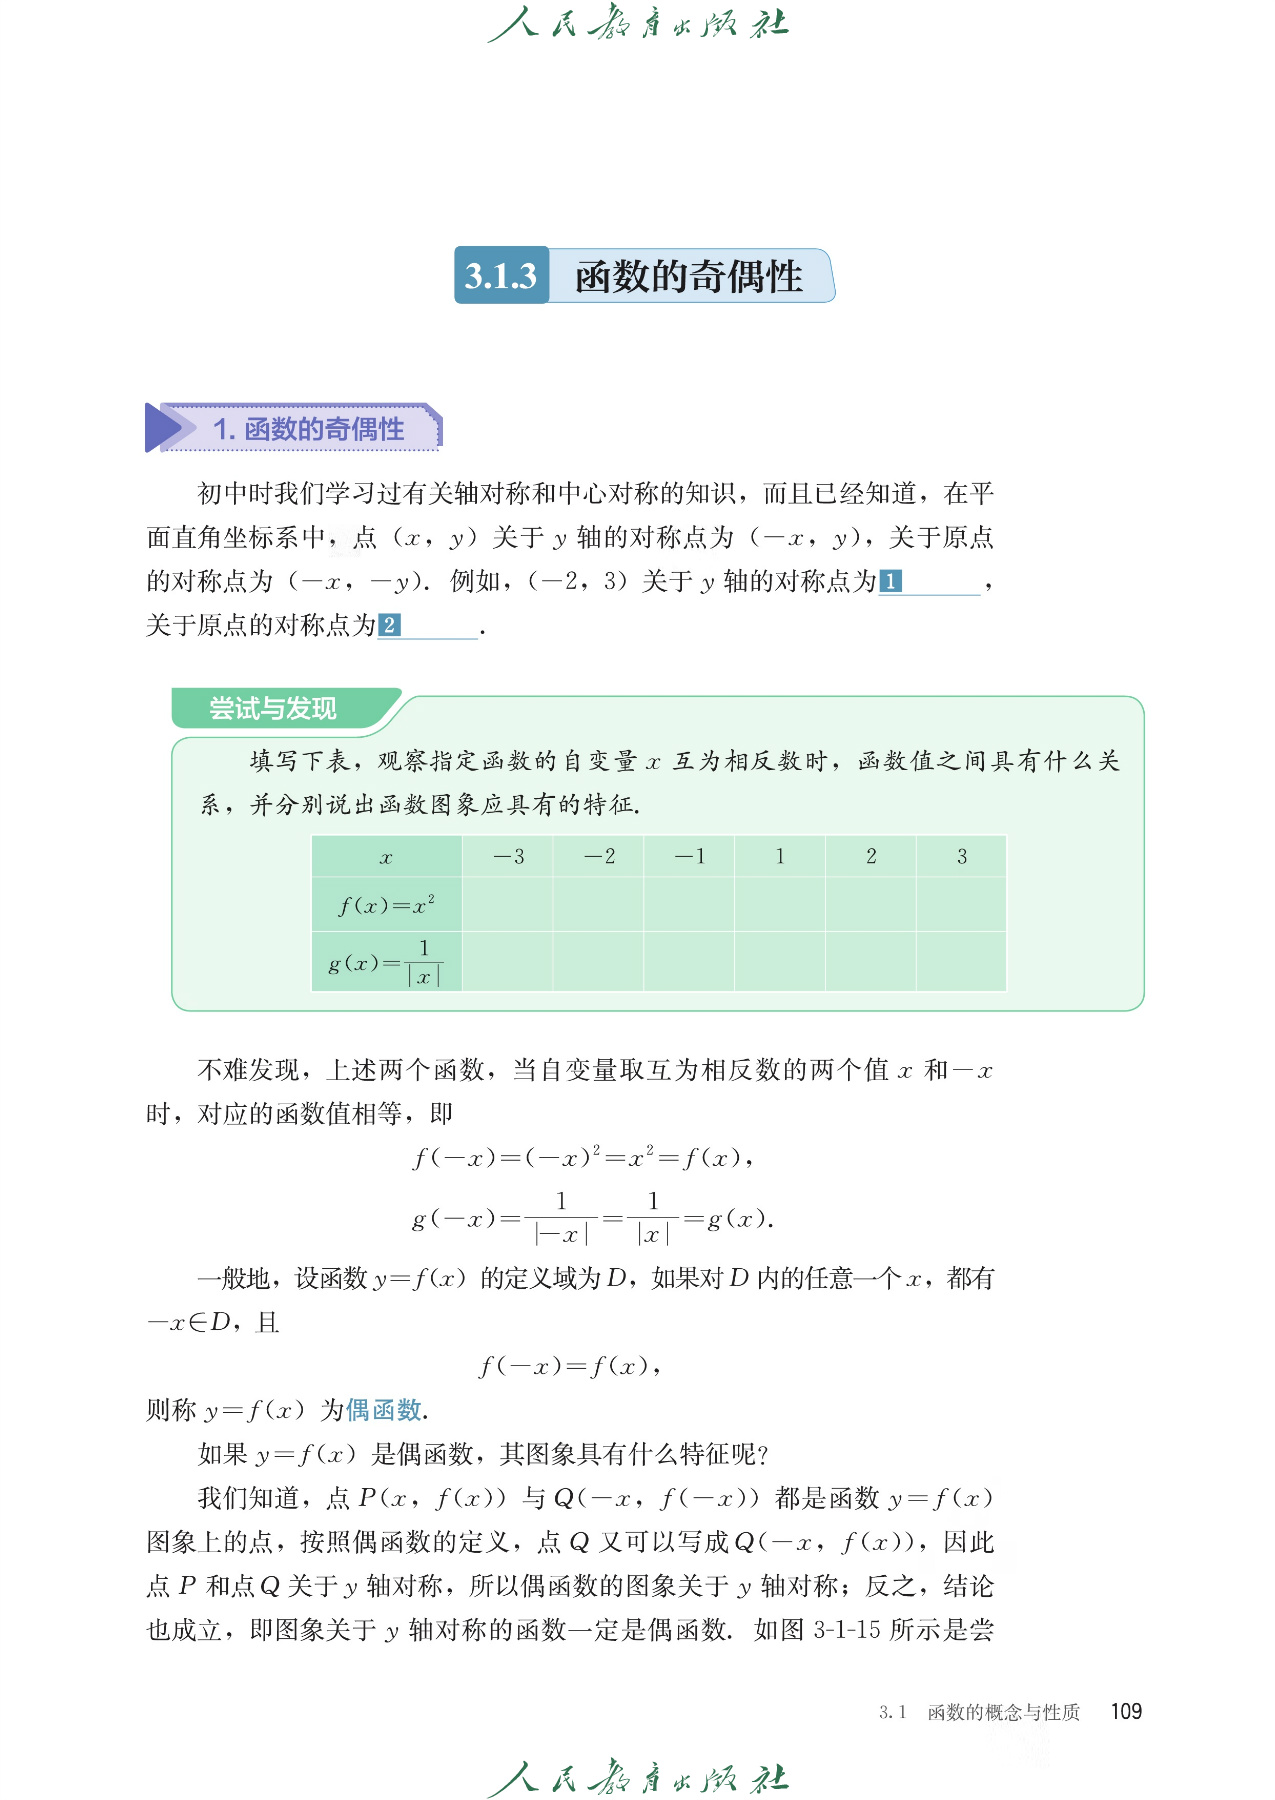 人民教育出版社
3.1.3 函数的奇偶性
1. 函数的奇偶性
初中时我们学习过有关轴对称和中心对称的知识，而且已经知道，在平
面直角坐标系中，点（x，y）关于 y 轴的对称点为（－x，y），关于原点
的对称点为（－x，－y）．例如，（－2，3）关于 y 轴的对称点为 1 ______，
关于原点的对称点为 2 ______．
尝试与发现
填写下表，观察指定函数的自变量 x 互为相反数时，函数值之间具有什么关
系，并分别说出函数图象应具有的特征．
x －3 －2 －1 1 2 3
f(x)=x²
g(x)=1/|x|
不难发现，上述两个函数，当自变量取互为相反数的两个值 x 和－x
时，对应的函数值相等，即
f(－x)=(－x)²=x²=f(x)，
g(－x)=1/|－x|=1/|x|=g(x)．
一般地，设函数 y=f(x) 的定义域为 D，如果对 D 内的任意一个 x，都有
－x∈D，且
f(－x)=f(x)，
则称 y=f(x) 为偶函数．
如果 y=f(x) 是偶函数，其图象具有什么特征呢？
我们知道，点 P(x，f(x)) 与 Q(－x，f(－x)) 都是函数 y=f(x)
图象上的点，按照偶函数的定义，点 Q 又可以写成 Q(－x，f(x))，因此
点 P 和点 Q 关于 y 轴对称，所以偶函数的图象关于 y 轴对称；反之，结论
也成立，即图象关于 y 轴对称的函数一定是偶函数．如图 3-1-15 所示是尝
3.1 函数的概念与性质 109
人民教育出版社